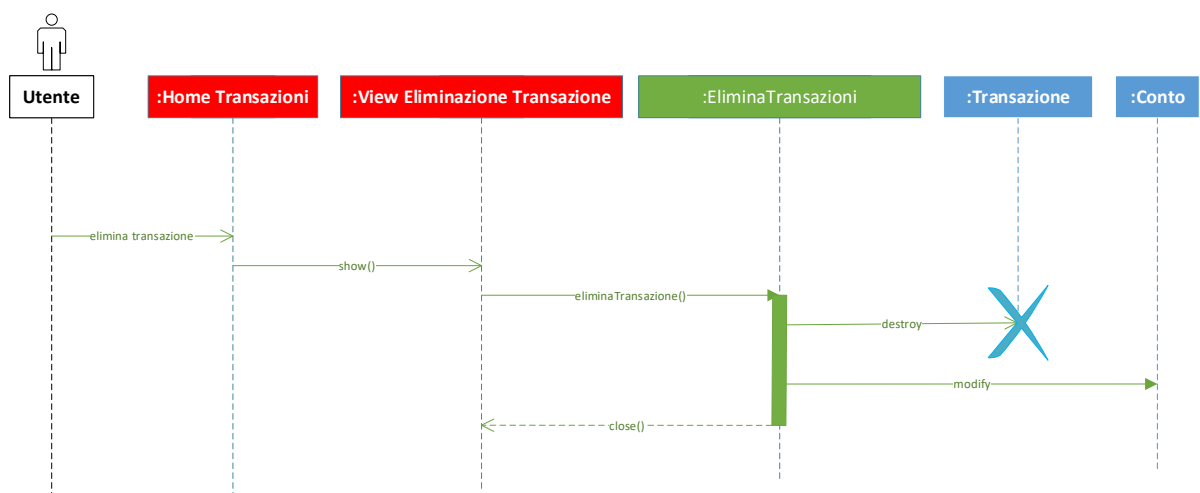 Utente
:Home Transazioni
:View Eliminazione Transazione
:EliminaTransazioni
:Transazione
:Conto
elimina transazione
show()
eliminaTransazione()
destroy
modify
close()